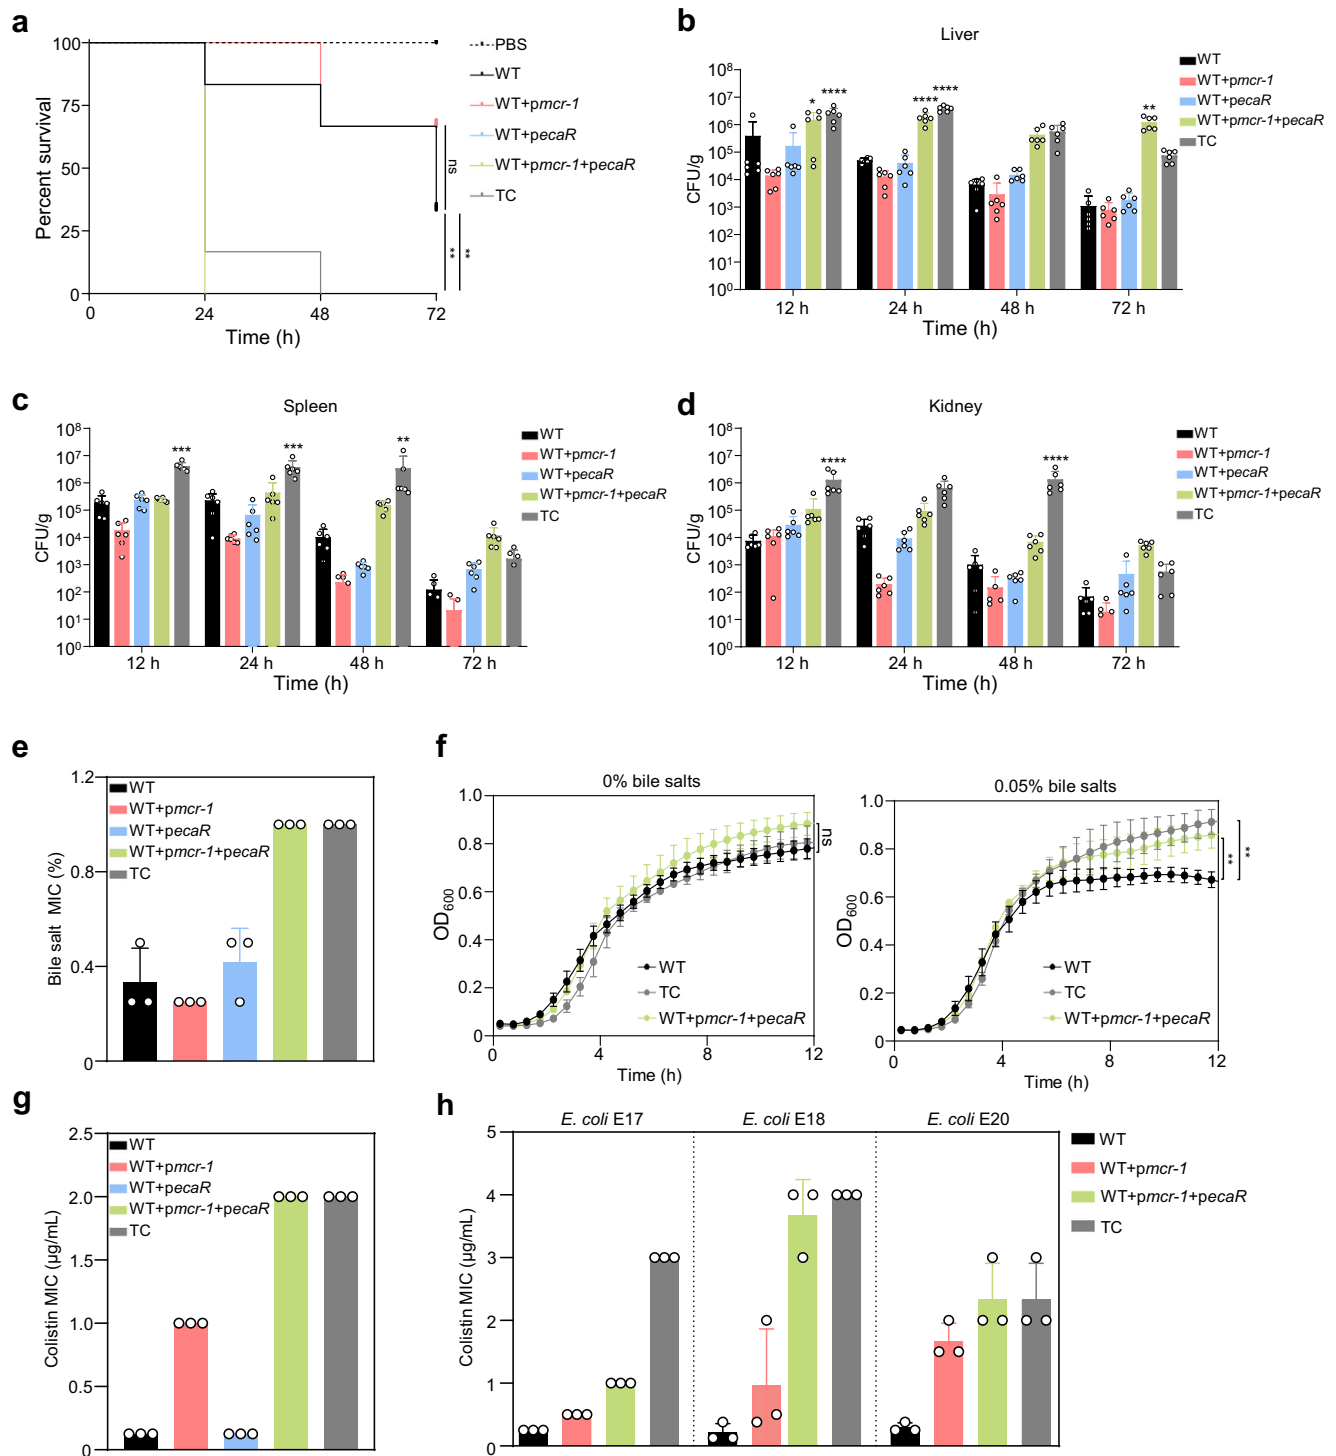 a
Percent survival
100
75
50
25
0
0 24 48 72
Time (h)
ns
**
**
PBS
WT
WT+pmcr-1
WT+pecaR
WT+pmcr-1+pecaR
TC
b
Liver
CFU/g
10⁸
10⁷
10⁶
10⁵
10⁴
10³
10²
10¹
10⁰
* **** **** **** **
12 h 24 h 48 h 72 h
Time (h)
WT
WT+pmcr-1
WT+pecaR
WT+pmcr-1+pecaR
TC
c
Spleen
CFU/g
10⁸
10⁷
10⁶
10⁵
10⁴
10³
10²
10¹
10⁰
*** *** **
12 h 24 h 48 h 72 h
Time (h)
WT
WT+pmcr-1
WT+pecaR
WT+pmcr-1+pecaR
TC
d
Kidney
CFU/g
10⁸
10⁷
10⁶
10⁵
10⁴
10³
10²
10¹
10⁰
**** ****
12 h 24 h 48 h 72 h
Time (h)
WT
WT+pmcr-1
WT+pecaR
WT+pmcr-1+pecaR
TC
e
Bile salt MIC (%)
1.2
0.8
0.4
0
WT
WT+pmcr-1
WT+pecaR
WT+pmcr-1+pecaR
TC
f
0% bile salts
OD₆₀₀
1.0
0.8
0.6
0.4
0.2
0
0 4 8 12
Time (h)
ns
WT
TC
WT+pmcr-1+pecaR
0.05% bile salts
OD₆₀₀
1.0
0.8
0.6
0.4
0.2
0
0 4 8 12
Time (h)
**
**
WT
TC
WT+pmcr-1+pecaR
g
Colistin MIC (μg/mL)
2.5
2.0
1.5
1.0
0.5
0
WT
WT+pmcr-1
WT+pecaR
WT+pmcr-1+pecaR
TC
h
E. coli E17 E. coli E18 E. coli E20
Colistin MIC (μg/mL)
5
4
3
2
1
0
WT
WT+pmcr-1
WT+pmcr-1+pecaR
TC